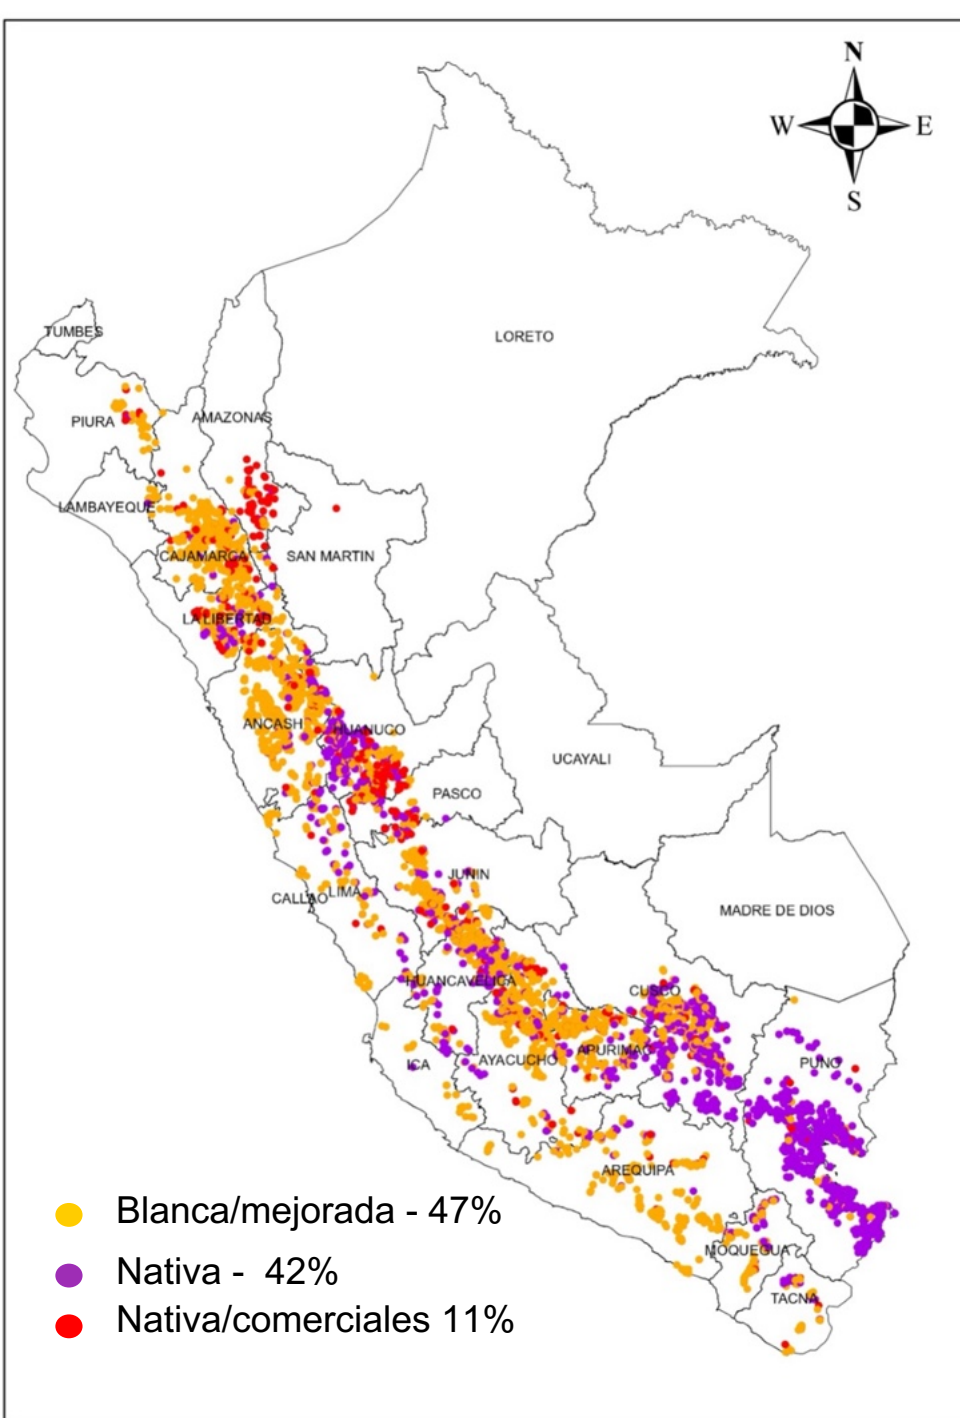 N
W E
S
TUMBES
LORETO
PIURA
AMAZONAS
LAMBAYEQUE
CAJAMARCA
SAN MARTIN
LA LIBERTAD
ANCASH
HUANUCO
UCAYALI
PASCO
JUNIN
CALLAO
LIMA
MADRE DE DIOS
HUANCAVELICA
CUSCO
ICA
AYACUCHO
APURIMAC
PUNO
AREQUIPA
MOQUEGUA
TACNA
Blanca/mejorada - 47%
Nativa - 42%
Nativa/comerciales 11%